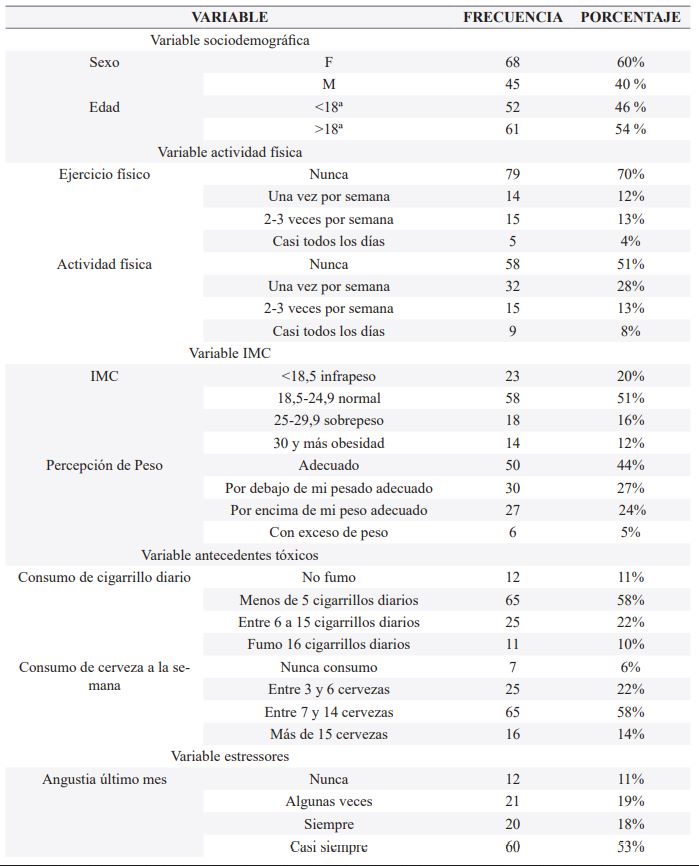 VARIABLE FRECUENCIA PORCENTAJE
Variable sociodemográfica
Sexo F 68 60%
M 45 40 %
Edad <18ª 52 46 %
>18ª 61 54 %
Variable actividad física
Ejercicio físico Nunca 79 70%
Una vez por semana 14 12%
2-3 veces por semana 15 13%
Casi todos los días 5 4%
Actividad física Nunca 58 51%
Una vez por semana 32 28%
2-3 veces por semana 15 13%
Casi todos los días 9 8%
Variable IMC
IMC <18,5 infrapeso 23 20%
18,5-24,9 normal 58 51%
25-29,9 sobrepeso 18 16%
30 y más obesidad 14 12%
Percepción de Peso Adecuado 50 44%
Por debajo de mi pesado adecuado 30 27%
Por encima de mi peso adecuado 27 24%
Con exceso de peso 6 5%
Variable antecedentes tóxicos
Consumo de cigarrillo diario No fumo 12 11%
Menos de 5 cigarrillos diarios 65 58%
Entre 6 a 15 cigarrillos diarios 25 22%
Fumo 16 cigarrillos diarios 11 10%
Consumo de cerveza a la se- Nunca consumo 7 6%
mana Entre 3 y 6 cervezas 25 22%
Entre 7 y 14 cervezas 65 58%
Más de 15 cervezas 16 14%
Variable estressores
Angustia último mes Nunca 12 11%
Algunas veces 21 19%
Siempre 20 18%
Casi siempre 60 53%